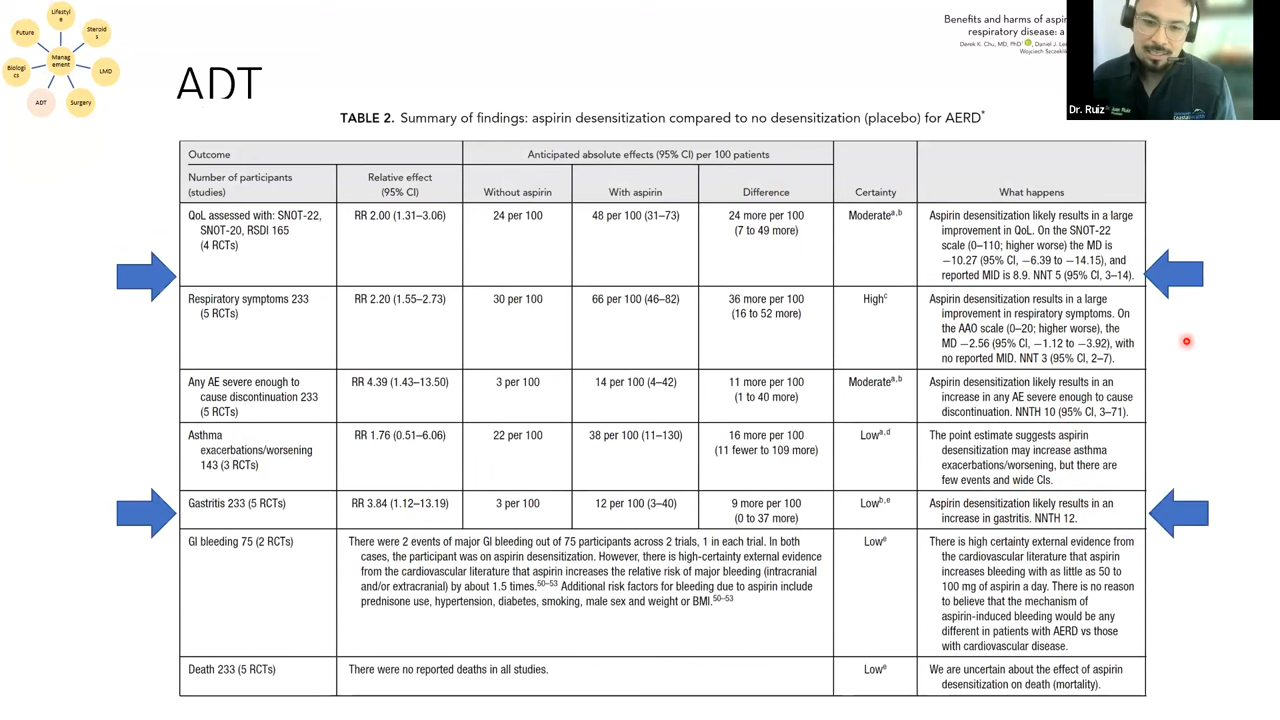 Lifestyl
e
Steroid
s
LMD
Surgery
ADT
Biologi
cs
Future
Manag
ement
ADT
Benefits and harms of aspir
respiratory disease: a
Derek K. Chu, MD, PhD
Daniel J. Lee
Wojciech Szczekli
Dr. Ruiz
TABLE 2. Summary of findings: aspirin desensitization compared to no desensitization (placebo) for AERD*
Outcome
Anticipated absolute effects (95% CI) per 100 patients
Number of participants
(studies)
Relative effect
(95% CI)
Without aspirin
With aspirin
Difference
Certainty
What happens
QoL assessed with: SNOT-22,
SNOT-20, RSDI 165
(4 RCTs)
RR 2.00 (1.31–3.06)
24 per 100
48 per 100 (31–73)
24 more per 100
(7 to 49 more)
Moderate a,b
Aspirin desensitization likely results in a large
improvement in QoL. On the SNOT-22
scale (0–110; higher worse) the MD is
−10.27 (95% CI, −6.39 to −14.15), and
reported MID is 8.9. NNT 5 (95% CI, 3–14).
Respiratory symptoms 233
(5 RCTs)
RR 2.20 (1.55–2.73)
30 per 100
66 per 100 (46–82)
36 more per 100
(16 to 52 more)
High c
Aspirin desensitization results in a large
improvement in respiratory symptoms. On
the AAO scale (0–20; higher worse), the
MD −2.56 (95% CI, −1.12 to −3.92), with
no reported MID. NNT 3 (95% CI, 2–7).
Any AE severe enough to
cause discontinuation 233
(5 RCTs)
RR 4.39 (1.43–13.50)
3 per 100
14 per 100 (4–42)
11 more per 100
(1 to 40 more)
Moderate a,b
Aspirin desensitization likely results in an
increase in any AE severe enough to cause
discontinuation. NNTH 10 (95% CI, 3–71).
Asthma
exacerbations/worsening
143 (3 RCTs)
RR 1.76 (0.51–6.06)
22 per 100
38 per 100 (11–130)
16 more per 100
(11 fewer to 109 more)
Low a,d
The point estimate suggests aspirin
desensitization may increase asthma
exacerbations/worsening, but there are
few events and wide CIs.
Gastritis 233 (5 RCTs)
RR 3.84 (1.12–13.19)
3 per 100
12 per 100 (3–40)
9 more per 100
(0 to 37 more)
Low b,e
Aspirin desensitization likely results in an
increase in gastritis. NNTH 12.
GI bleeding 75 (2 RCTs)
There were 2 events of major GI bleeding out of 75 participants across 2 trials, 1 in each trial. In both
cases, the participant was on aspirin desensitization. However, there is high-certainty external evidence
from the cardiovascular literature that aspirin increases the relative risk of major bleeding (intracranial
and/or extracranial) by about 1.5 times.50–53 Additional risk factors for bleeding due to aspirin include
prednisone use, hypertension, diabetes, smoking, male sex and weight or BMI.50–53
Low e
There is high certainty external evidence from
the cardiovascular literature that aspirin
increases bleeding with as little as 50 to
100 mg of aspirin a day. There is no reason
to believe that the mechanism of
aspirin-induced bleeding would be any
different in patients with AERD vs those
with cardiovascular disease.
Death 233 (5 RCTs)
There were no reported deaths in all studies.
Low e
We are uncertain about the effect of aspirin
desensitization on death (mortality).